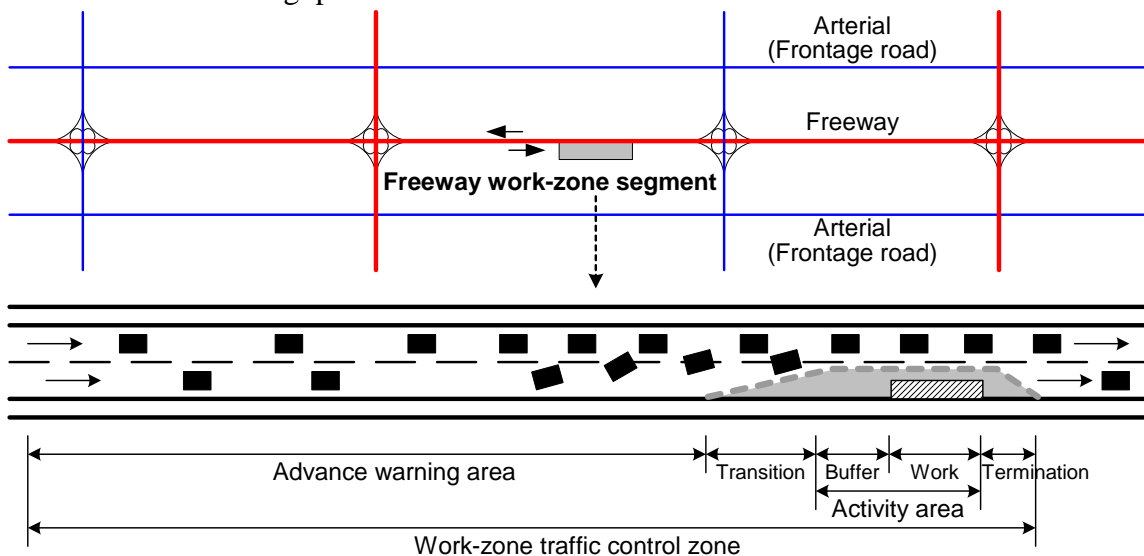 Arterial
(Frontage road)
Freeway
Freeway work-zone segment
Arterial
(Frontage road)
Advance warning area
Transition
Buffer
Work
Termination
Activity area
Work-zone traffic control zone